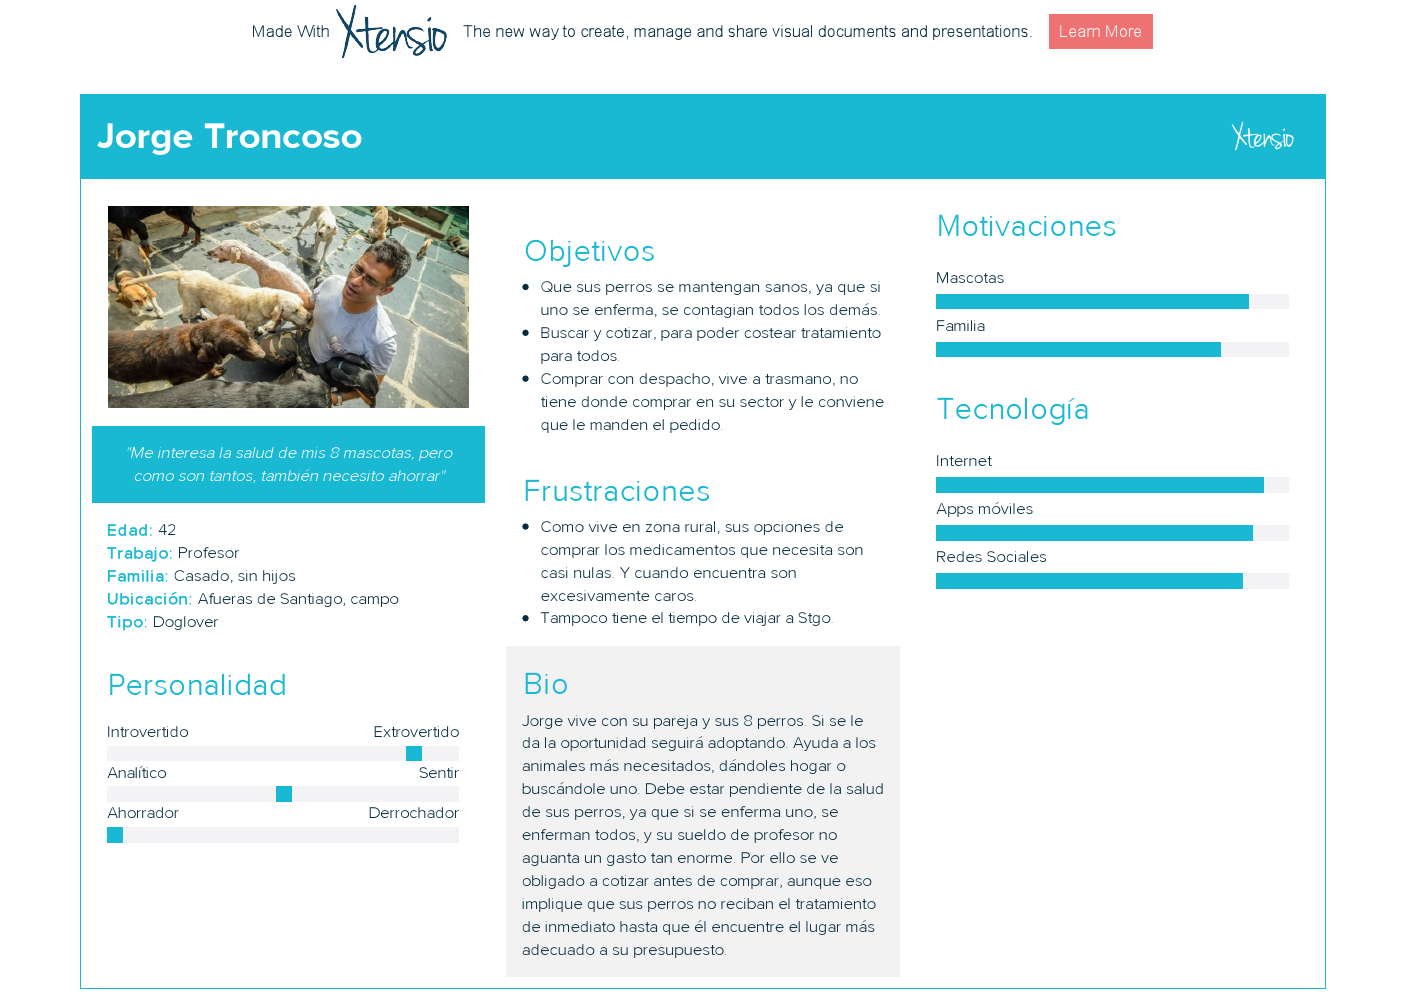 Made With Xtensio The new way to create, manage and share visual documents and presentations. Learn More
Jorge Troncoso
Xtensio
"Me interesa la salud de mis 8 mascotas, pero
como son tantos, también necesito ahorrar"
Edad: 42
Trabajo: Profesor
Familia: Casado, sin hijos
Ubicación: Afueras de Santiago, campo
Tipo: Doglover
Personalidad
Introvertido Extrovertido
Analítico Sentir
Ahorrador Derrochador
Objetivos
• Que sus perros se mantengan sanos, ya que si
uno se enferma, se contagian todos los demás.
• Buscar y cotizar, para poder costear tratamiento
para todos.
• Comprar con despacho, vive a trasmano, no
tiene donde comprar en su sector y le conviene
que le manden el pedido.
Frustraciones
• Como vive en zona rural, sus opciones de
comprar los medicamentos que necesita son
casi nulas. Y cuando encuentra son
excesivamente caros.
• Tampoco tiene el tiempo de viajar a Stgo.
Bio
Jorge vive con su pareja y sus 8 perros. Si se le
da la oportunidad seguirá adoptando. Ayuda a los
animales más necesitados, dándoles hogar o
buscándole uno. Debe estar pendiente de la salud
de sus perros, ya que si se enferma uno, se
enferman todos, y su sueldo de profesor no
aguanta un gasto tan enorme. Por ello se ve
obligado a cotizar antes de comprar, aunque eso
implique que sus perros no reciban el tratamiento
de inmediato hasta que él encuentre el lugar más
adecuado a su presupuesto.
Motivaciones
Mascotas
Familia
Tecnología
Internet
Apps móviles
Redes Sociales